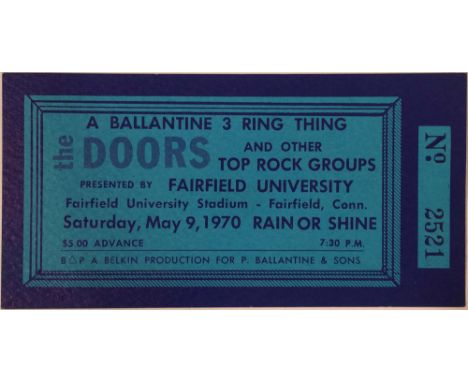 A BALLANTINE 3 RING THING
the DOORS AND OTHER
TOP ROCK GROUPS
PRESENTED BY FAIRFIELD UNIVERSITY
Fairfield University Stadium - Fairfield, Conn.
Saturday, May 9, 1970 RAIN OR SHINE
$5.00 ADVANCE 7:30 P.M.
B△P A BELKIN PRODUCTION FOR P. BALLANTINE & SONS
No. 2521